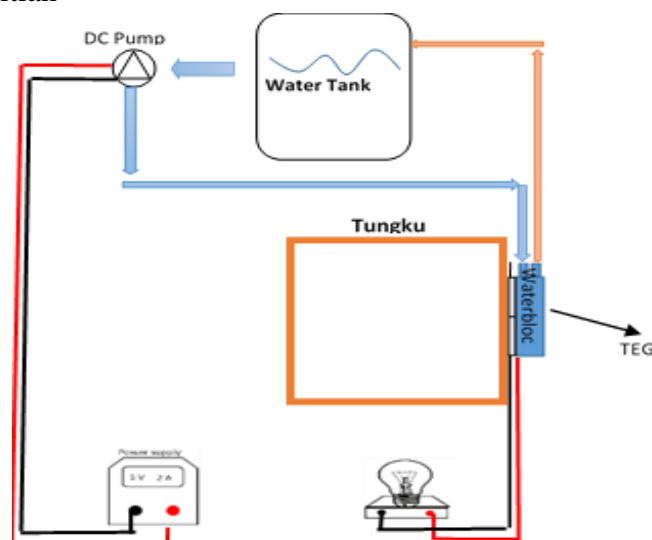 DC Pump
Water Tank
Tungku
Waterbloc
TEG
Power supply
5V 2A